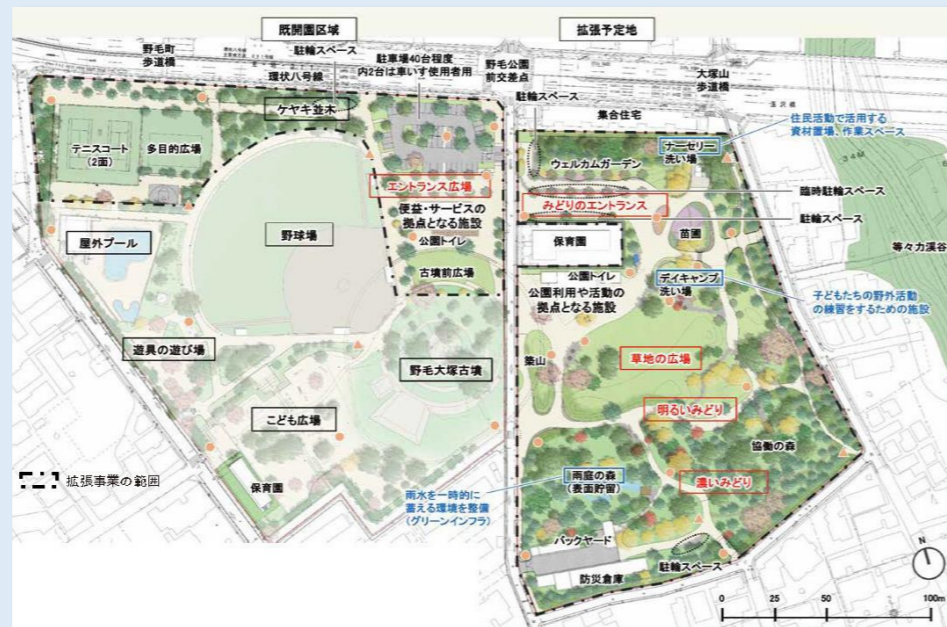 既開園区域
拡張予定地
野毛町
歩道橋
環状八号線
駐輪スペース
環状八号線
駐車場40台程度
内2台は車いす使用者用
野毛公園
前交差点
大塚山
歩道橋
駐輪スペース
集合住宅
住民活動で活用する
資材置場、作業スペース
ケヤキ並木
テニスコート
(2面)
多目的広場
ナーセリー
洗い場
ウェルカムガーデン
エントランス広場
みどりのエントランス
臨時駐輪スペース
便益・サービスの
拠点となる施設
駐輪スペース
屋外プール
野球場
苗圃
保育園
公園トイレ
等々力渓谷
古墳前広場
公園トイレ
デイキャンプ
洗い場
公園利用や活動の
拠点となる施設
子どもたちの野外活動
の練習をするための施設
遊具の遊び場
野毛大塚古墳
築山
草地の広場
こども広場
明るいみどり
協働の森
拡張事業の範囲
保育園
雨水を一時的に
蓄える環境を整備
(グリーンインフラ)
雨庭の森
(表面貯留)
濃いみどり
バックヤード
駐輪スペース
防災倉庫
N
0 25 50 100m
34M